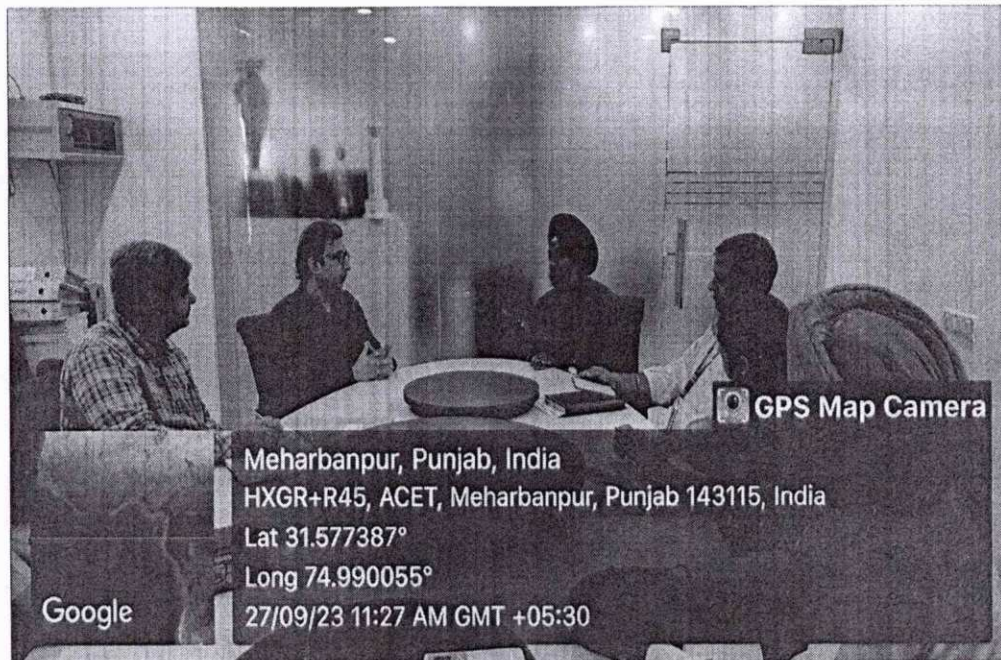 GPS Map Camera
Meharbanpur, Punjab, India
HXGR+R45, ACET, Meharbanpur, Punjab 143115, India
Lat 31.577387°
Long 74.990055°
27/09/23 11:27 AM GMT +05:30
Google